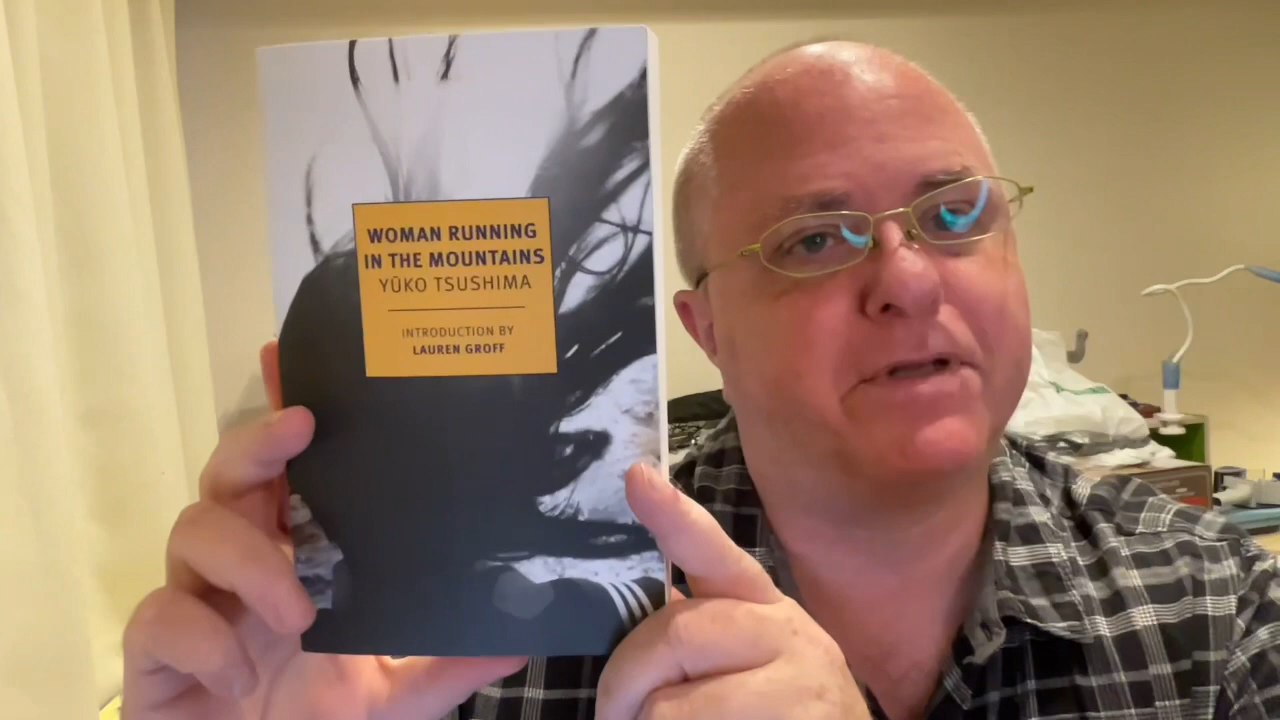 WOMAN RUNNING
IN THE MOUNTAINS
YŪKO TSUSHIMA
INTRODUCTION BY
LAUREN GROFF